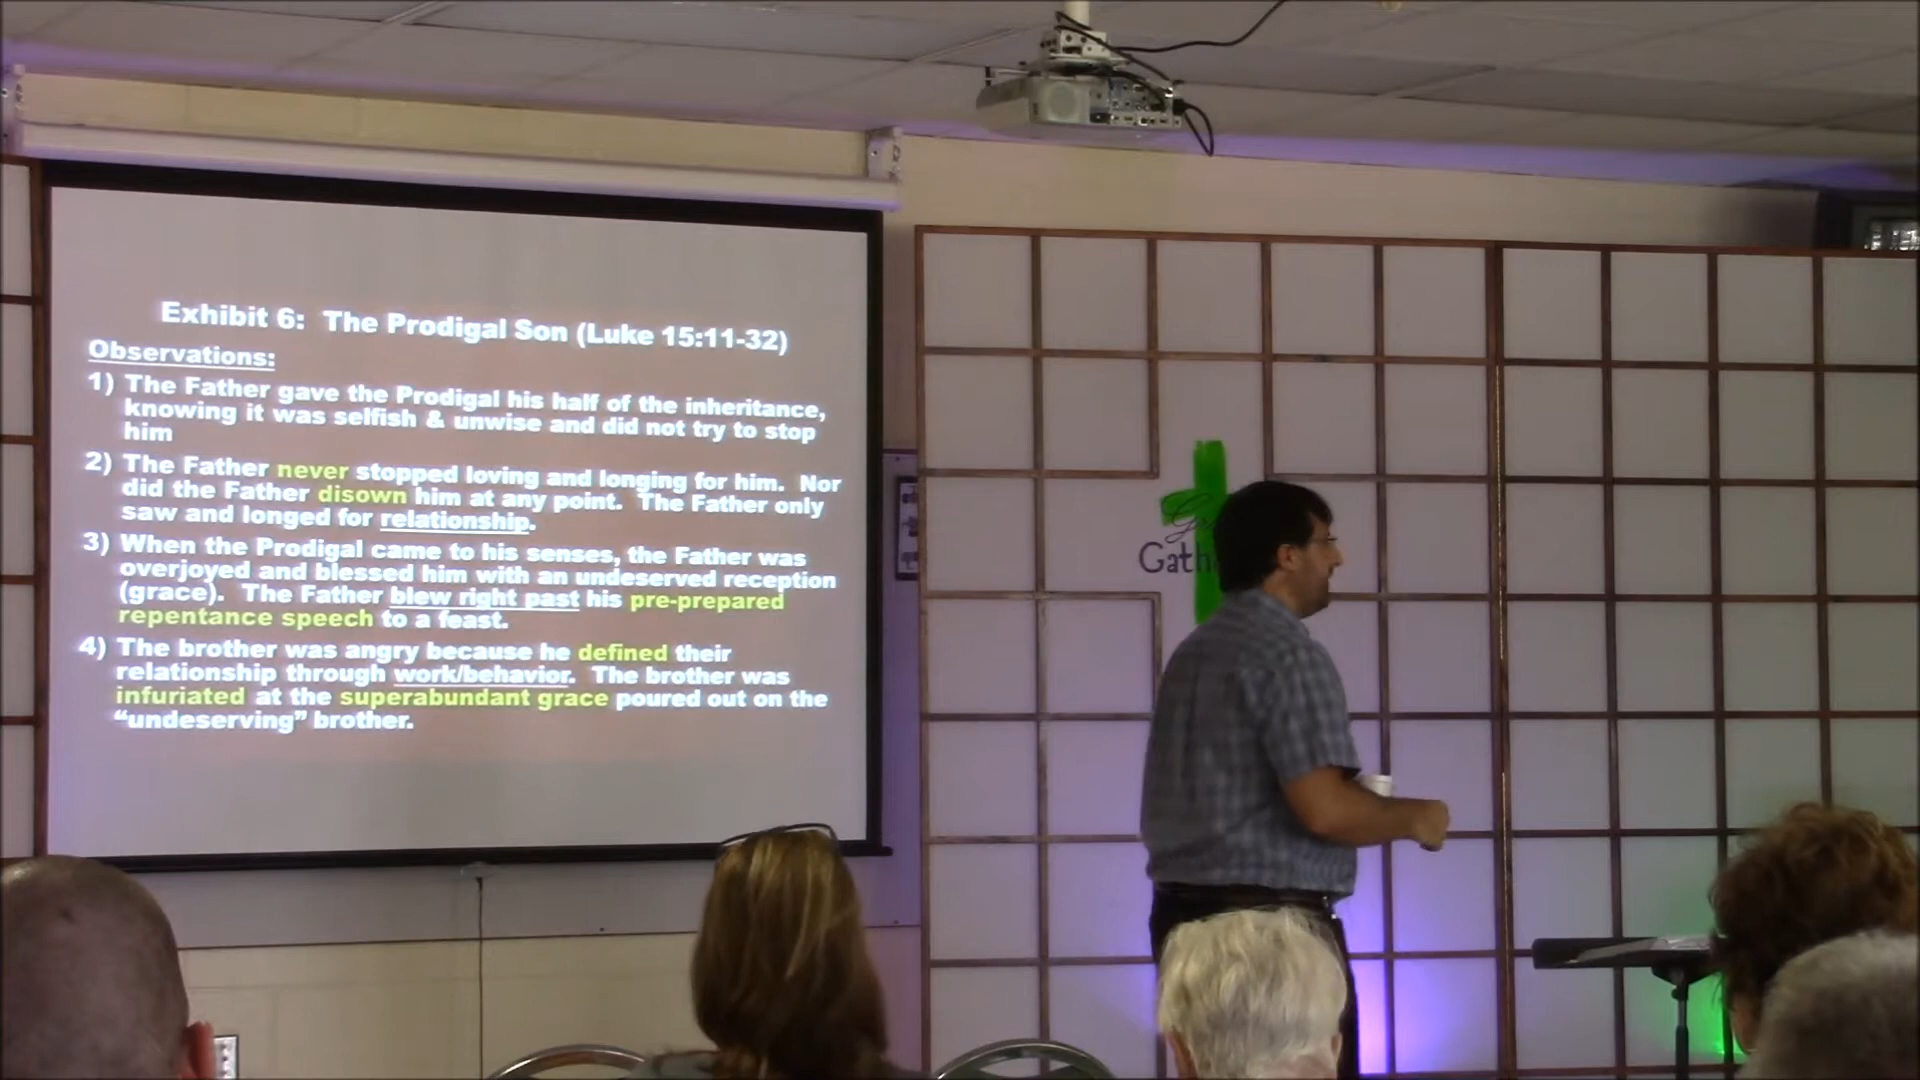 Exhibit 6: The Prodigal Son (Luke 15:11-32)
Observations:
1) The Father gave the Prodigal his half of the inheritance,
knowing it was selfish & unwise and did not try to stop
him
2) The Father never stopped loving and longing for him. Nor
did the Father disown him at any point. The Father only
saw and longed for relationship.
3) When the Prodigal came to his senses, the Father was
overjoyed and blessed him with an undeserved reception
(grace). The Father blew right past his pre-prepared
repentance speech to a feast.
4) The brother was angry because he defined their
relationship through work/behavior. The brother was
infuriated at the superabundant grace poured out on the
“undeserving” brother.